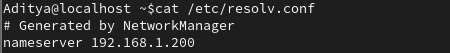 Aditya@localhost ~$cat /etc/resolv.conf
# Generated by NetworkManager
nameserver 192.168.1.200